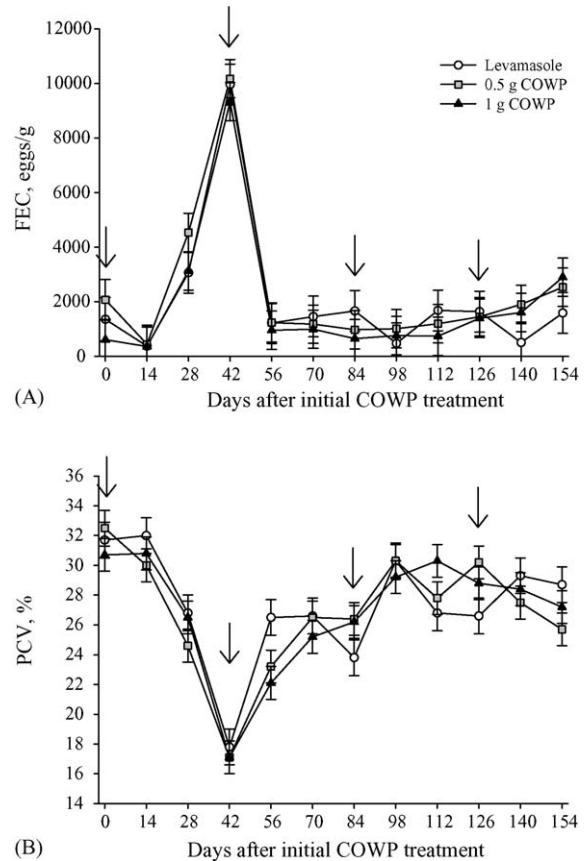 12000
10000
8000
6000
4000
2000
0
FEC, eggs/g
Levamasole
0.5 g COWP
1 g COWP
0 14 28 42 56 70 84 98 112 126 140 154
(A) Days after initial COWP treatment
36
34
32
30
28
26
24
22
20
18
16
14
PCV, %
0 14 28 42 56 70 84 98 112 126 140 154
(B) Days after initial COWP treatment